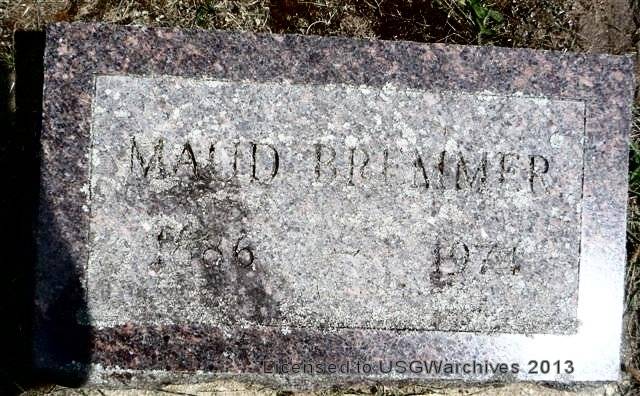 MAUD BREMMER
1886 – 1974
Licensed to USGWarchives 2013